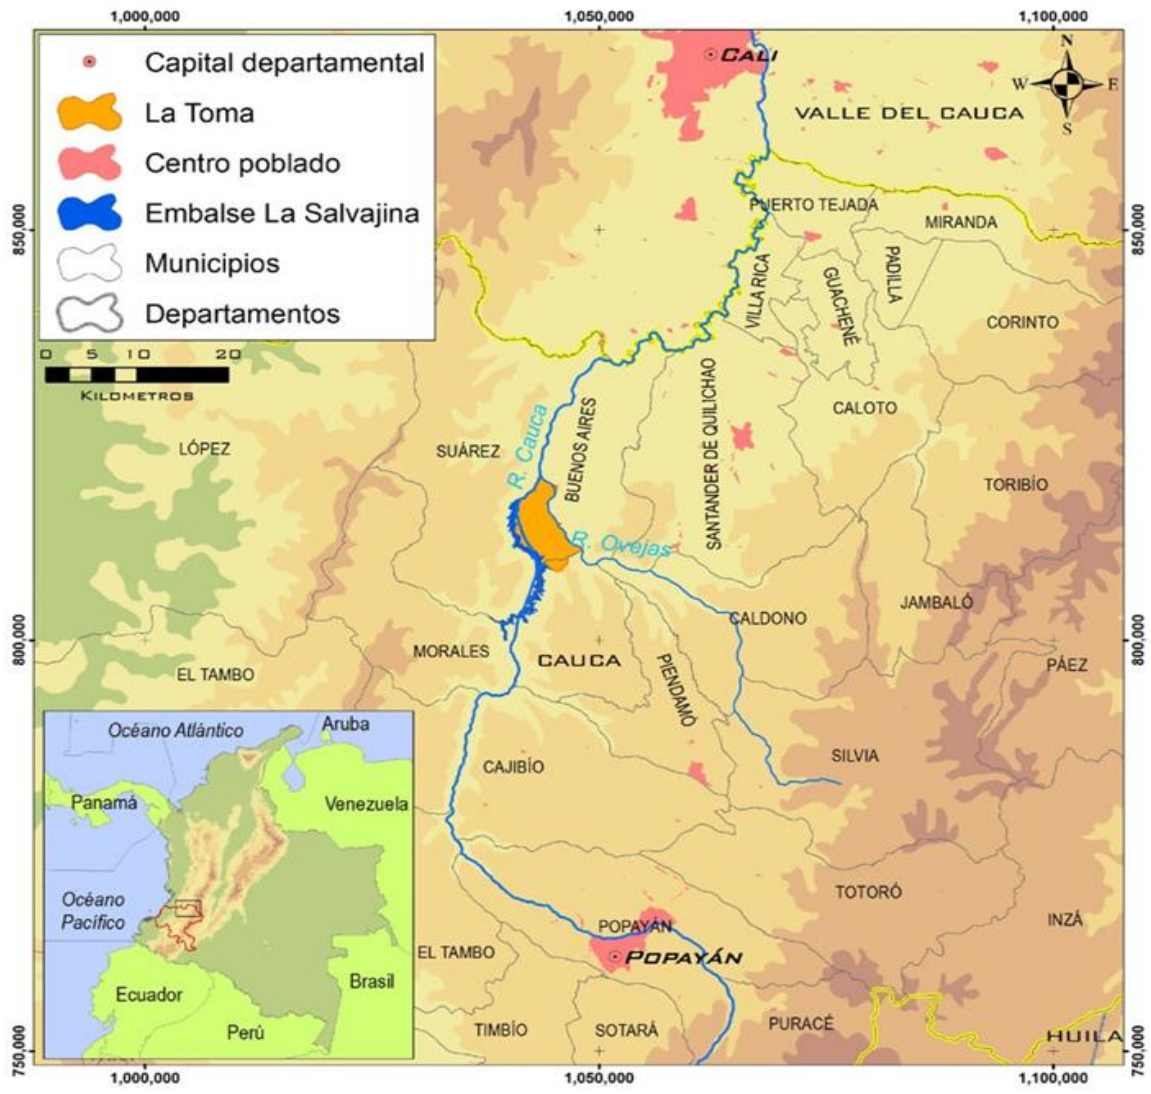 1,000,000
1,050,000
1,100,000
Capital departamental
La Toma
Centro poblado
Embalse La Salvajina
Municipios
Departamentos
0 5 10 20
KILOMETROS
N
W E
S
CALI
VALLE DEL CAUCA
850,000
850,000
PUERTO TEJADA
MIRANDA
VILLA RICA
GUACHENÉ
PADILLA
CORINTO
SANTANDER DE QUILICHAO
CALOTO
R. Cauca
BUENOS AIRES
LÓPEZ
SUÁREZ
TORIBÍO
R. Ovejas
JAMBALÓ
CALDONO
800,000
800,000
MORALES
CAUCA
PIENDAMÓ
PÁEZ
EL TAMBO
SILVIA
CAJIBÍO
Océano Atlántico
Aruba
Panamá
Venezuela
Océano
Pacífico
Brasil
Ecuador
Perú
TOTORÓ
INZÁ
POPAYÁN
POPAYÁN
EL TAMBO
TIMBÍO
SOTARÁ
PURACÉ
HUILA
750,000
750,000
1,000,000
1,050,000
1,100,000